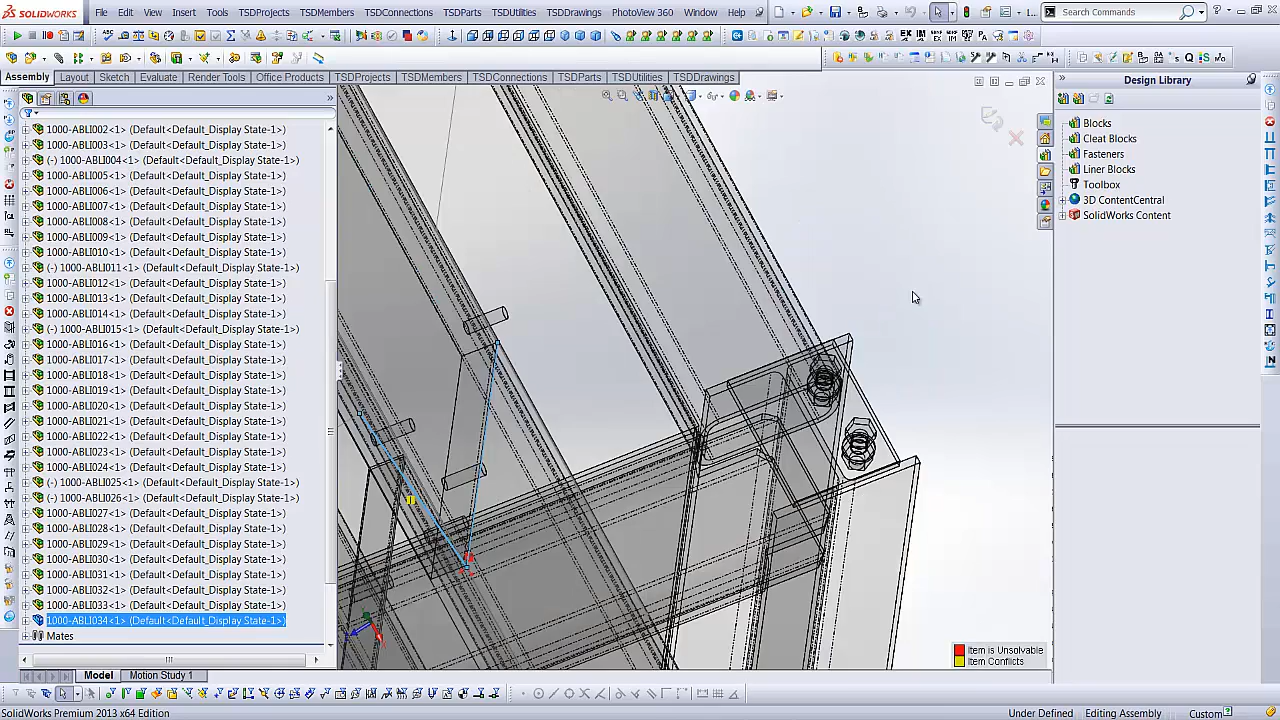 SOLIDWORKS File Edit View Insert Tools TSDProjects TSDMembers TSDConnections TSDParts TSDUtilities TSDDrawings PhotoView 360 Window Help Search Commands
Assembly Layout Sketch Evaluate Render Tools Office Products TSDProjects TSDMembers TSDConnections TSDParts TSDUtilities TSDDrawings
Design Library
1000-ABLI002<1> (Default<Default_Display State-1>)
1000-ABLI003<1> (Default<Default_Display State-1>)
(-) 1000-ABLI004<1> (Default<Default_Display State-1>)
1000-ABLI005<1> (Default<Default_Display State-1>)
1000-ABLI006<1> (Default<Default_Display State-1>)
1000-ABLI007<1> (Default<Default_Display State-1>)
1000-ABLI008<1> (Default<Default_Display State-1>)
1000-ABLI009<1> (Default<Default_Display State-1>)
1000-ABLI010<1> (Default<Default_Display State-1>)
(-) 1000-ABLI011<1> (Default<Default_Display State-1>)
1000-ABLI012<1> (Default<Default_Display State-1>)
1000-ABLI013<1> (Default<Default_Display State-1>)
1000-ABLI014<1> (Default<Default_Display State-1>)
(-) 1000-ABLI015<1> (Default<Default_Display State-1>)
1000-ABLI016<1> (Default<Default_Display State-1>)
1000-ABLI017<1> (Default<Default_Display State-1>)
1000-ABLI018<1> (Default<Default_Display State-1>)
1000-ABLI019<1> (Default<Default_Display State-1>)
1000-ABLI020<1> (Default<Default_Display State-1>)
1000-ABLI021<1> (Default<Default_Display State-1>)
1000-ABLI022<1> (Default<Default_Display State-1>)
1000-ABLI023<1> (Default<Default_Display State-1>)
1000-ABLI024<1> (Default<Default_Display State-1>)
(-) 1000-ABLI025<1> (Default<Default_Display State-1>)
(-) 1000-ABLI026<1> (Default<Default_Display State-1>)
1000-ABLI027<1> (Default<Default_Display State-1>)
1000-ABLI028<1> (Default<Default_Display State-1>)
1000-ABLI029<1> (Default<Default_Display State-1>)
1000-ABLI030<1> (Default<Default_Display State-1>)
1000-ABLI031<1> (Default<Default_Display State-1>)
1000-ABLI032<1> (Default<Default_Display State-1>)
1000-ABLI033<1> (Default<Default_Display State-1>)
1000-ABLI034<1> (Default<Default_Display State-1>)
Mates
Blocks
Cleat Blocks
Fasteners
Liner Blocks
Toolbox
3D ContentCentral
SolidWorks Content
Item is Unsolvable
Item Conflicts
Model Motion Study 1
SolidWorks Premium 2013 x64 Edition Under Defined Editing Assembly Custom